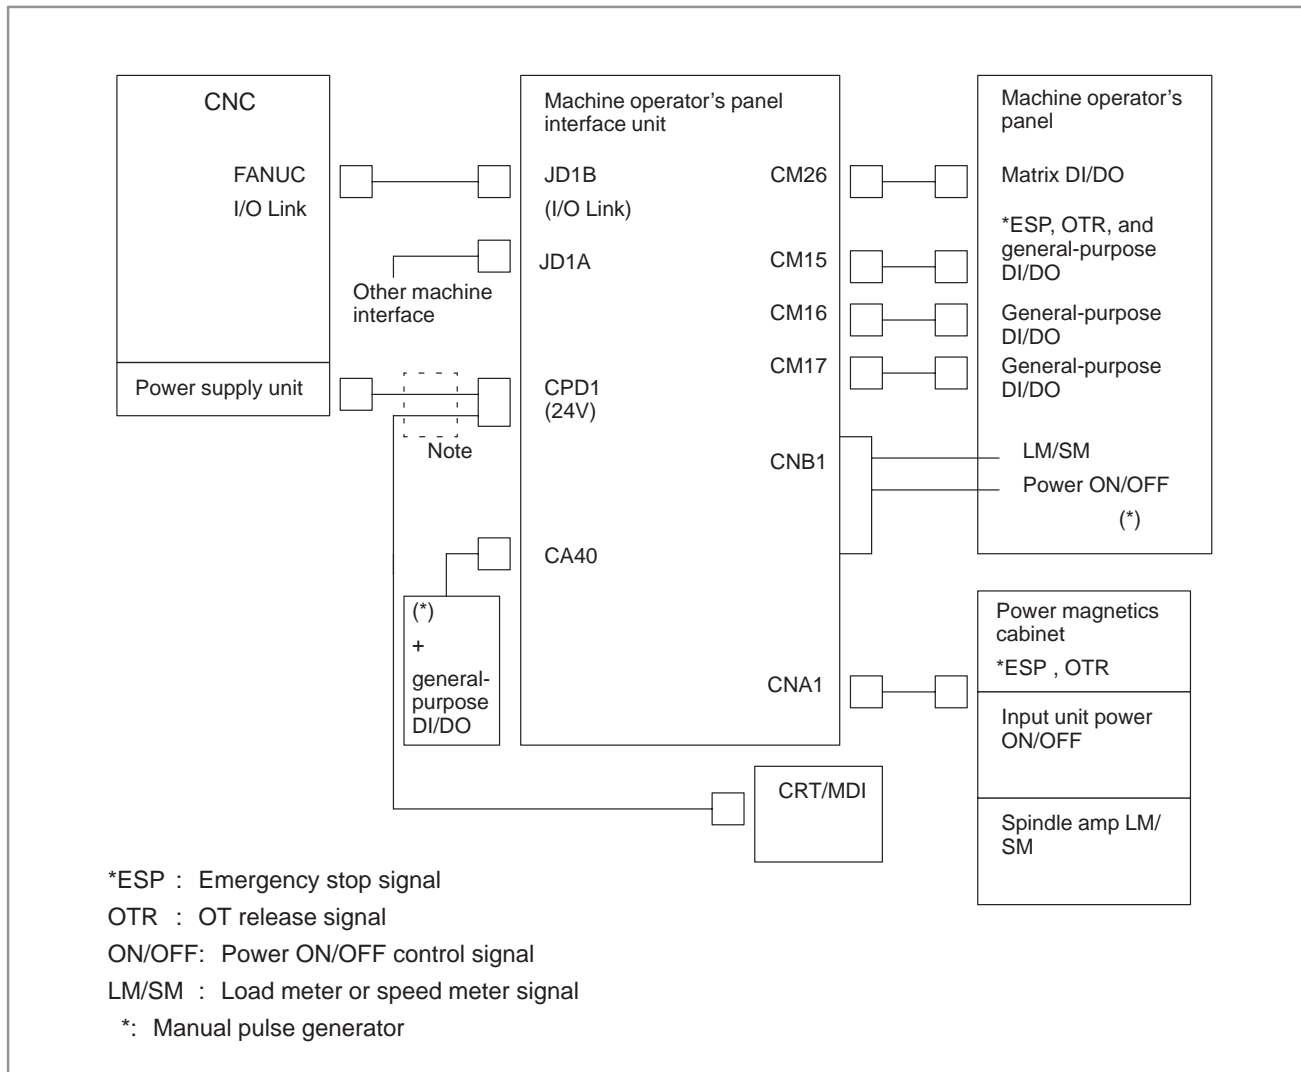 CNC
FANUC
I/O Link
Power supply unit
Machine operator's panel
interface unit
JD1B
(I/O Link)
JD1A
Other machine
interface
CPD1
(24V)
Note
CA40
(*)
+
general-
purpose
DI/DO
CM26
CM15
CM16
CM17
CNB1
CNA1
Machine operator's
panel
Matrix DI/DO
*ESP, OTR, and
general-purpose
DI/DO
General-purpose
DI/DO
General-purpose
DI/DO
LM/SM
Power ON/OFF
(*)
Power magnetics
cabinet
*ESP , OTR
Input unit power
ON/OFF
Spindle amp LM/
SM
CRT/MDI
*ESP : Emergency stop signal
OTR : OT release signal
ON/OFF: Power ON/OFF control signal
LM/SM : Load meter or speed meter signal
*: Manual pulse generator